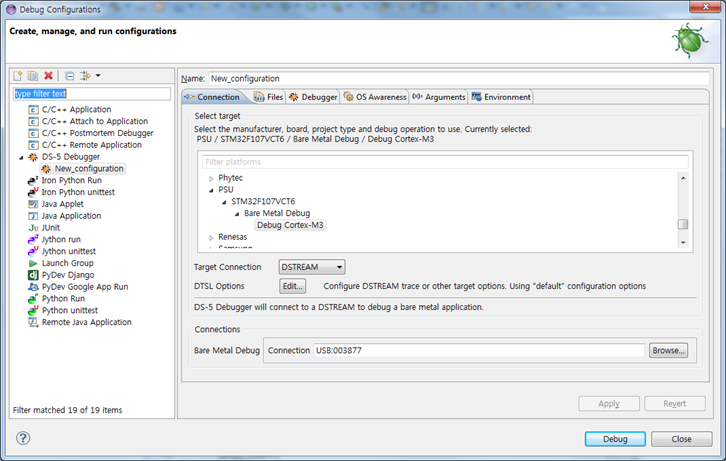 Debug Configurations
Create, manage, and run configurations
type filter text
C/C++ Application
C/C++ Attach to Application
C/C++ Postmortem Debugger
C/C++ Remote Application
DS-5 Debugger
New_configuration
Iron Python Run
Iron Python unittest
Java Applet
Java Application
JUnit
Jython run
Jython unittest
Launch Group
PyDev Django
PyDev Google App Run
Python Run
Python unittest
Remote Java Application
Filter matched 19 of 19 items
Name: New_configuration
Connection Files Debugger OS Awareness Arguments Environment
Select target
Select the manufacturer, board, project type and debug operation to use. Currently selected:
PSU / STM32F107VCT6 / Bare Metal Debug / Debug Cortex-M3
Filter platforms
Phytec
PSU
STM32F107VCT6
Bare Metal Debug
Debug Cortex-M3
Renesas
Target Connection DSTREAM
DTSL Options Edit... Configure DSTREAM trace or other target options. Using "default" configuration options
DS-5 Debugger will connect to a DSTREAM to debug a bare metal application.
Connections
Bare Metal Debug Connection USB:003877 Browse...
Apply Revert
Debug Close